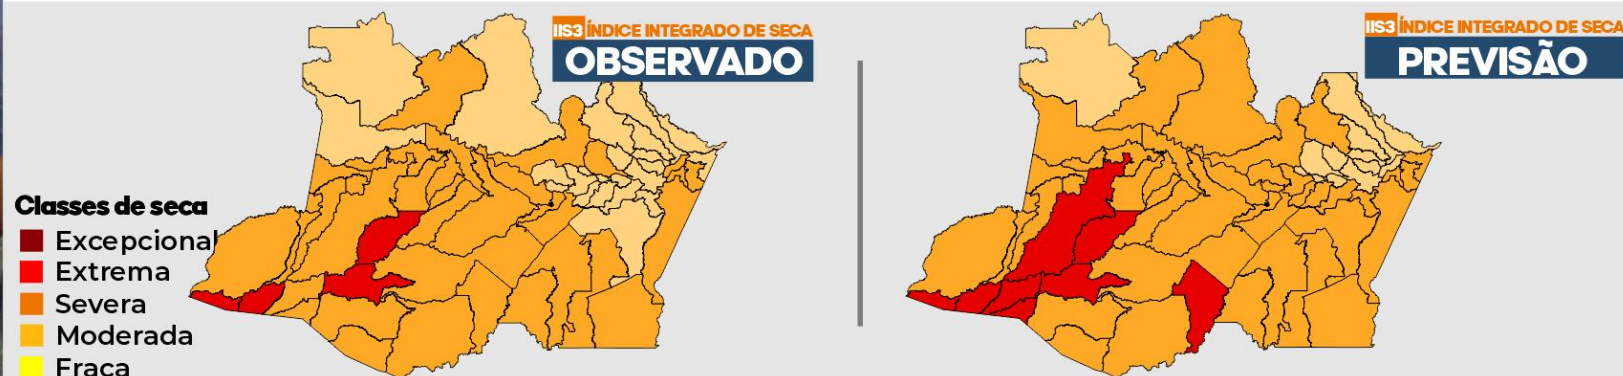 IIS3 ÍNDICE INTEGRADO DE SECA
OBSERVADO
IIS3 ÍNDICE INTEGRADO DE SECA
PREVISÃO
Classes de seca
Excepcional
Extrema
Severa
Moderada
Fraca